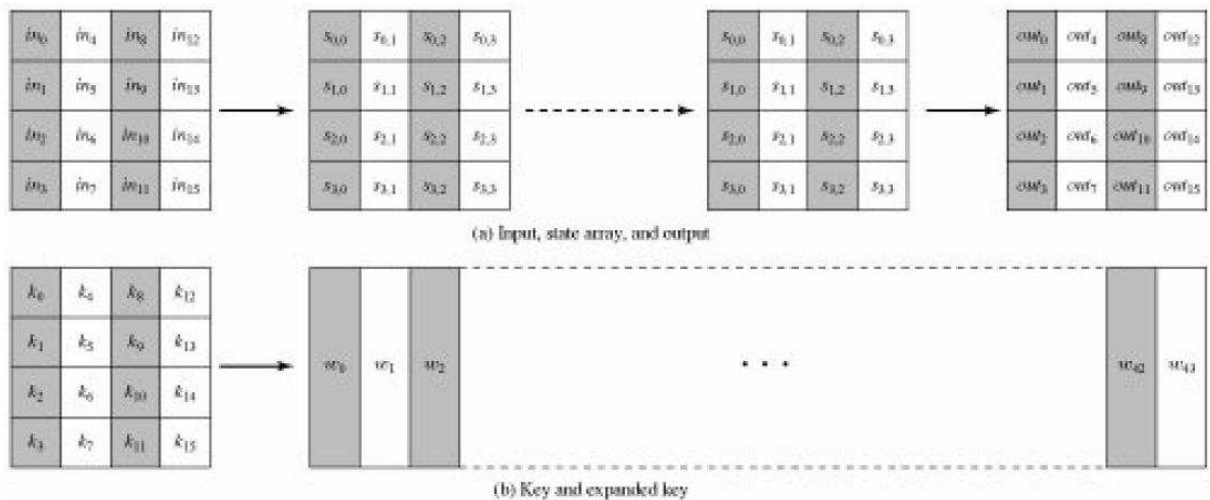 in₀ in₄ in₈ in₁₂ s₀,₀ s₀,₁ s₀,₂ s₀,₃ s₀,₀ s₀,₁ s₀,₂ s₀,₃ out₀ out₄ out₈ out₁₂
in₁ in₅ in₉ in₁₃ s₁,₀ s₁,₁ s₁,₂ s₁,₃ s₁,₀ s₁,₁ s₁,₂ s₁,₃ out₁ out₅ out₉ out₁₃
in₂ in₆ in₁₀ in₁₄ s₂,₀ s₂,₁ s₂,₂ s₂,₃ s₂,₀ s₂,₁ s₂,₂ s₂,₃ out₂ out₆ out₁₀ out₁₄
in₃ in₇ in₁₁ in₁₅ s₃,₀ s₃,₁ s₃,₂ s₃,₃ s₃,₀ s₃,₁ s₃,₂ s₃,₃ out₃ out₇ out₁₁ out₁₅
(a) Input, state array, and output
k₀ k₄ k₈ k₁₂
k₁ k₅ k₉ k₁₃
w₀ w₁ w₂ • • • w₄₂ w₄₃
k₂ k₆ k₁₀ k₁₄
k₃ k₇ k₁₁ k₁₅
(b) Key and expanded key